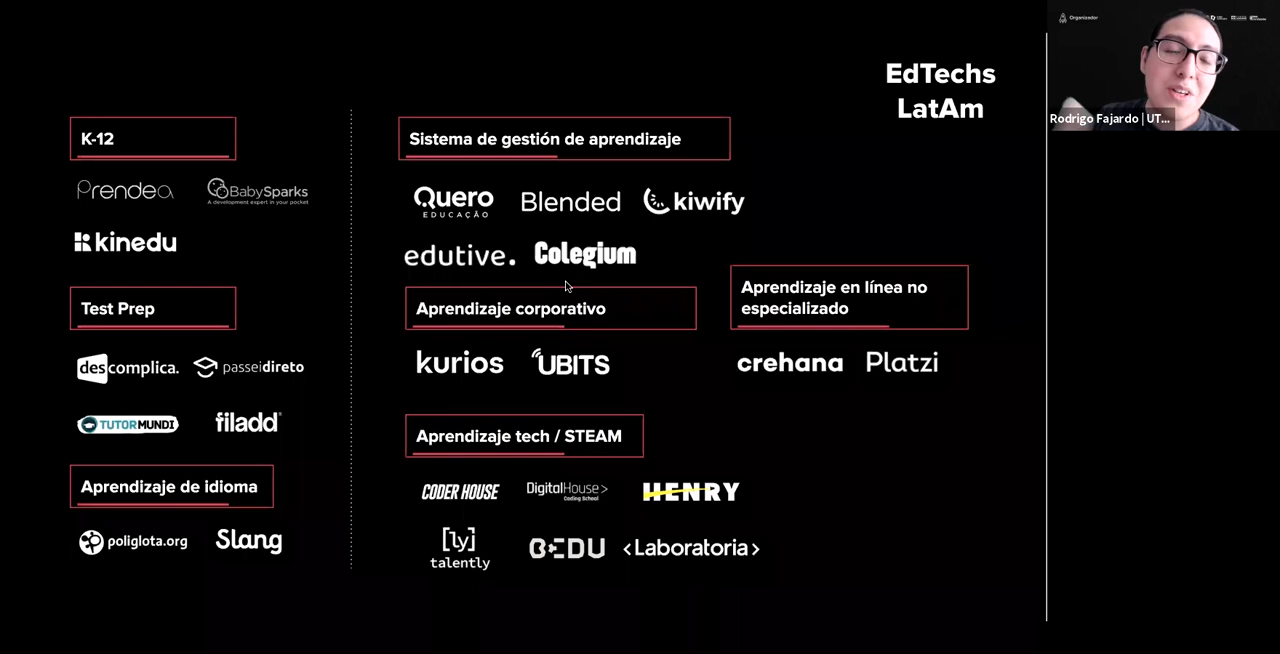 EdTechs
LatAm
K-12
Prendea
BabySparks
A development expert in your pocket
kinedu
Test Prep
descomplica.
passeidireto
TUTORMUNDI
filadd
Aprendizaje de idioma
poliglota.org
Slang
Sistema de gestión de aprendizaje
Quero
EDUCAÇÃO
Blended
kiwify
edutive.
Colegium
Aprendizaje corporativo
kurios
UBITS
Aprendizaje en línea no
especializado
crehana
Platzi
Aprendizaje tech / STEAM
CODER HOUSE
DigitalHouse>
Coding School
HENRY
[ly]
talently
BEDU
<Laboratoria>
Organizador
Rodrigo Fajardo | UT...